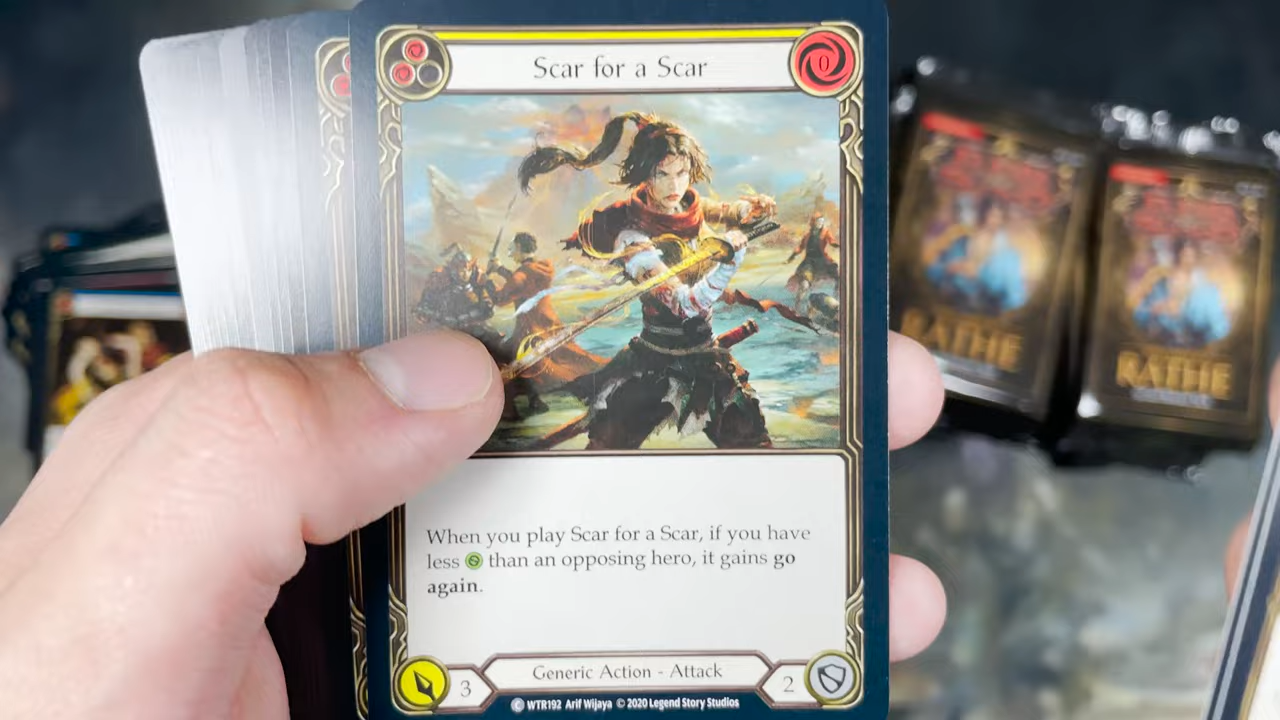 Scar for a Scar
0
When you play Scar for a Scar, if you have
less than an opposing hero, it gains go
again.
3
Generic Action - Attack
2
C WTR192 Arif Wijaya © 2020 Legend Story Studios
RATHE
RATHE